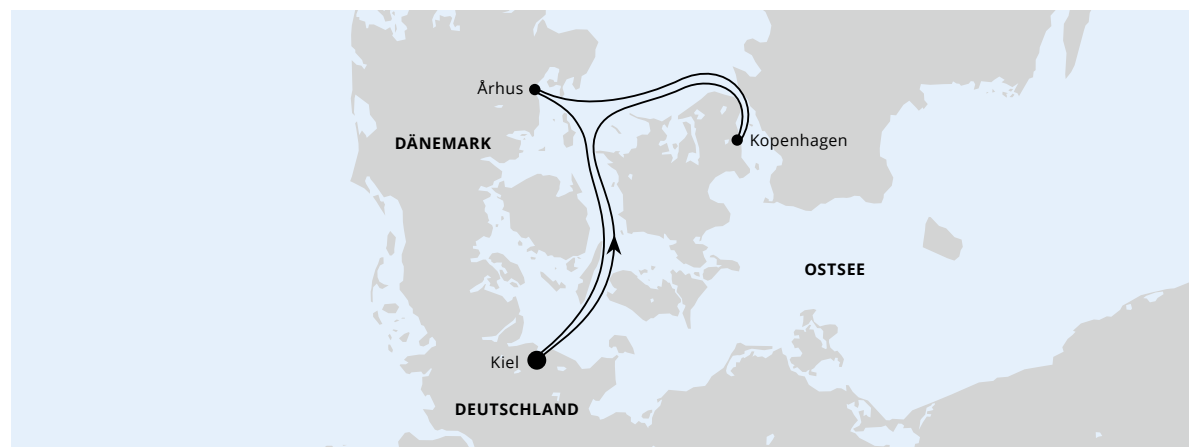 Århus
DÄNEMARK
Kopenhagen
OSTSEE
Kiel
DEUTSCHLAND